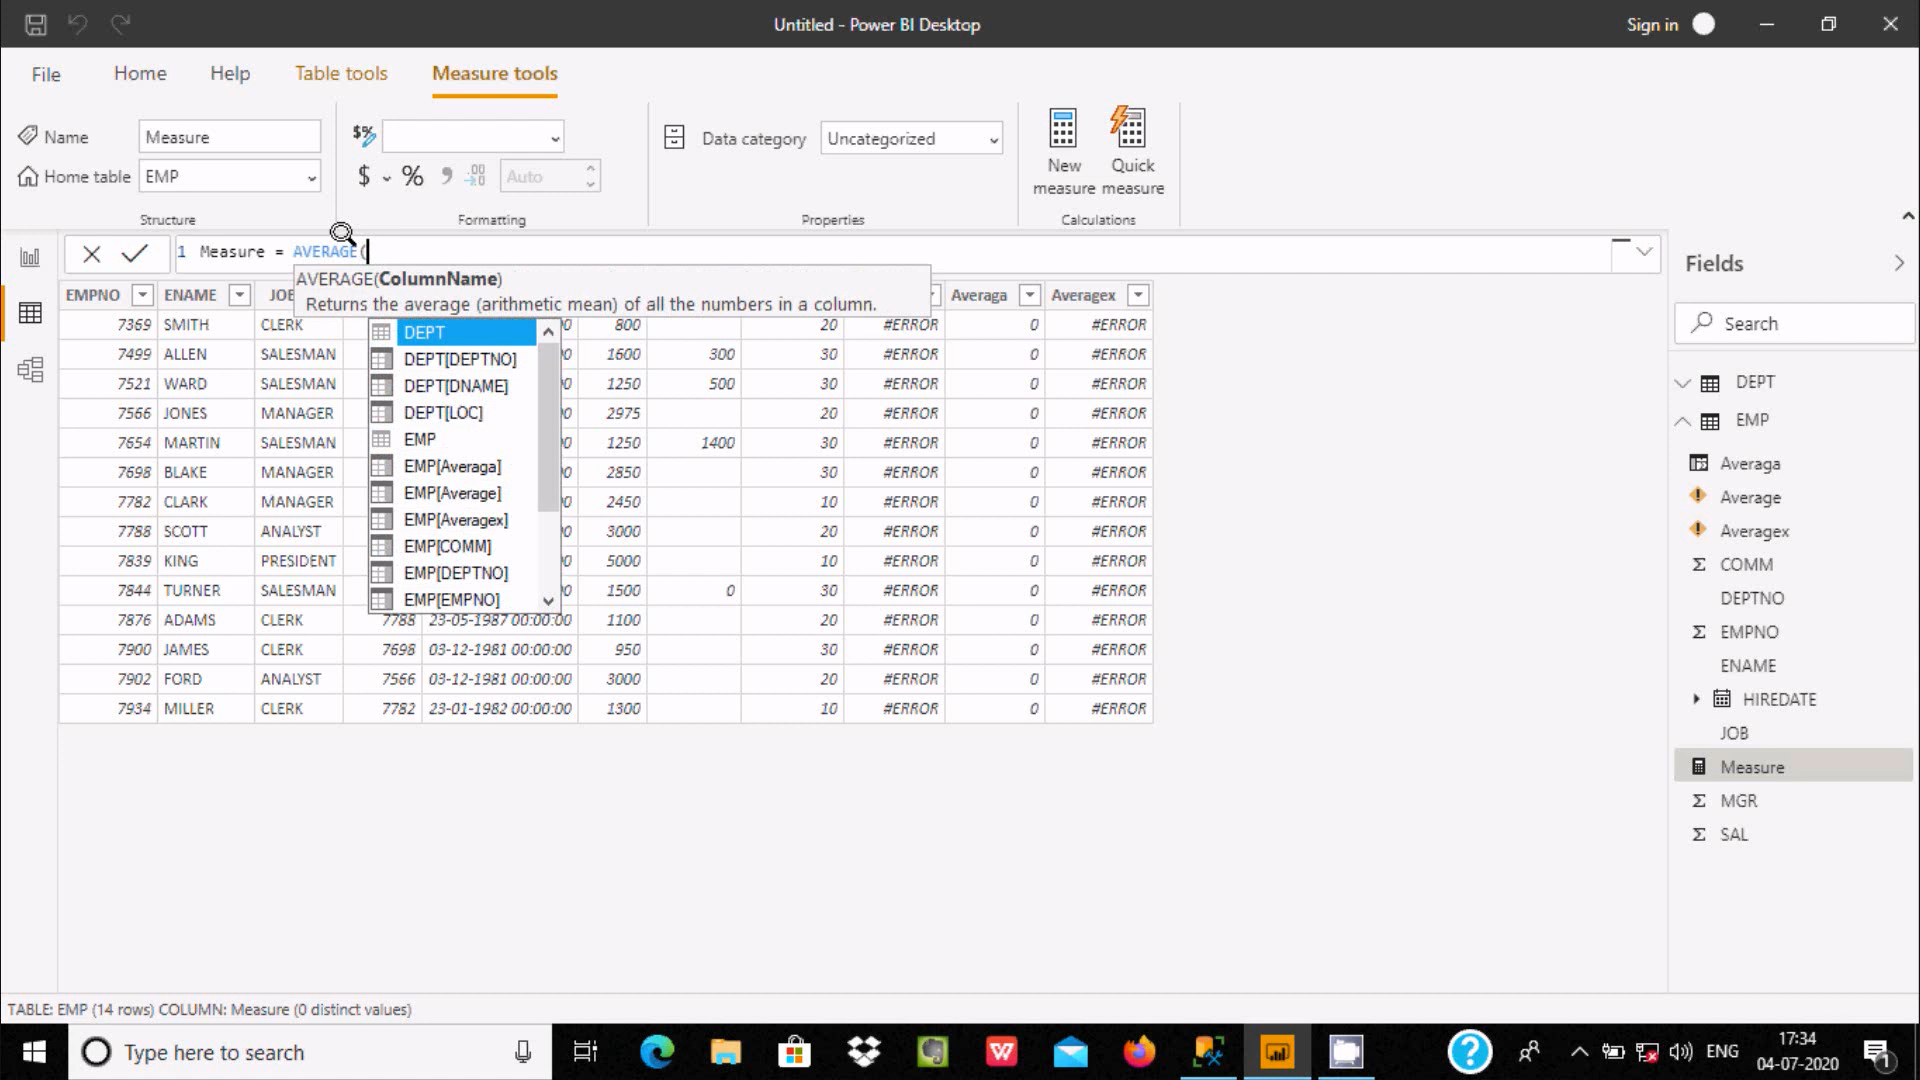 Untitled - Power BI Desktop
Sign in
File Home Help Table tools Measure tools
Name Measure
$% Data category Uncategorized
Home table EMP
$ % , .00 Auto
New measure
Quick measure
Structure Formatting Properties Calculations
1 Measure = AVERAGE(
AVERAGE(ColumnName)
Returns the average (arithmetic mean) of all the numbers in a column.
DEPT
DEPT[DEPTNO]
DEPT[DNAME]
DEPT[LOC]
EMP
EMP[Averaga]
EMP[Average]
EMP[Averagex]
EMP[COMM]
EMP[DEPTNO]
EMP[EMPNO]
EMPNO ENAME Averaga Averagex
7369 SMITH CLERK 800 20 #ERROR 0 #ERROR
7499 ALLEN SALESMAN 1600 300 30 #ERROR 0 #ERROR
7521 WARD SALESMAN 1250 500 30 #ERROR 0 #ERROR
7566 JONES MANAGER 2975 20 #ERROR 0 #ERROR
7654 MARTIN SALESMAN 1250 1400 30 #ERROR 0 #ERROR
7698 BLAKE MANAGER 2850 30 #ERROR 0 #ERROR
7782 CLARK MANAGER 2450 10 #ERROR 0 #ERROR
7788 SCOTT ANALYST 3000 20 #ERROR 0 #ERROR
7839 KING PRESIDENT 5000 10 #ERROR 0 #ERROR
7844 TURNER SALESMAN 1500 0 30 #ERROR 0 #ERROR
7876 ADAMS CLERK 7788 23-05-1987 00:00:00 1100 20 #ERROR 0 #ERROR
7900 JAMES CLERK 7698 03-12-1981 00:00:00 950 30 #ERROR 0 #ERROR
7902 FORD ANALYST 7566 03-12-1981 00:00:00 3000 20 #ERROR 0 #ERROR
7934 MILLER CLERK 7782 23-01-1982 00:00:00 1300 10 #ERROR 0 #ERROR
Fields
Search
DEPT
EMP
Averaga
Average
Averagex
COMM
DEPTNO
EMPNO
ENAME
HIREDATE
JOB
Measure
MGR
SAL
TABLE: EMP (14 rows) COLUMN: Measure (0 distinct values)
Type here to search
ENG
17:34
04-07-2020
1